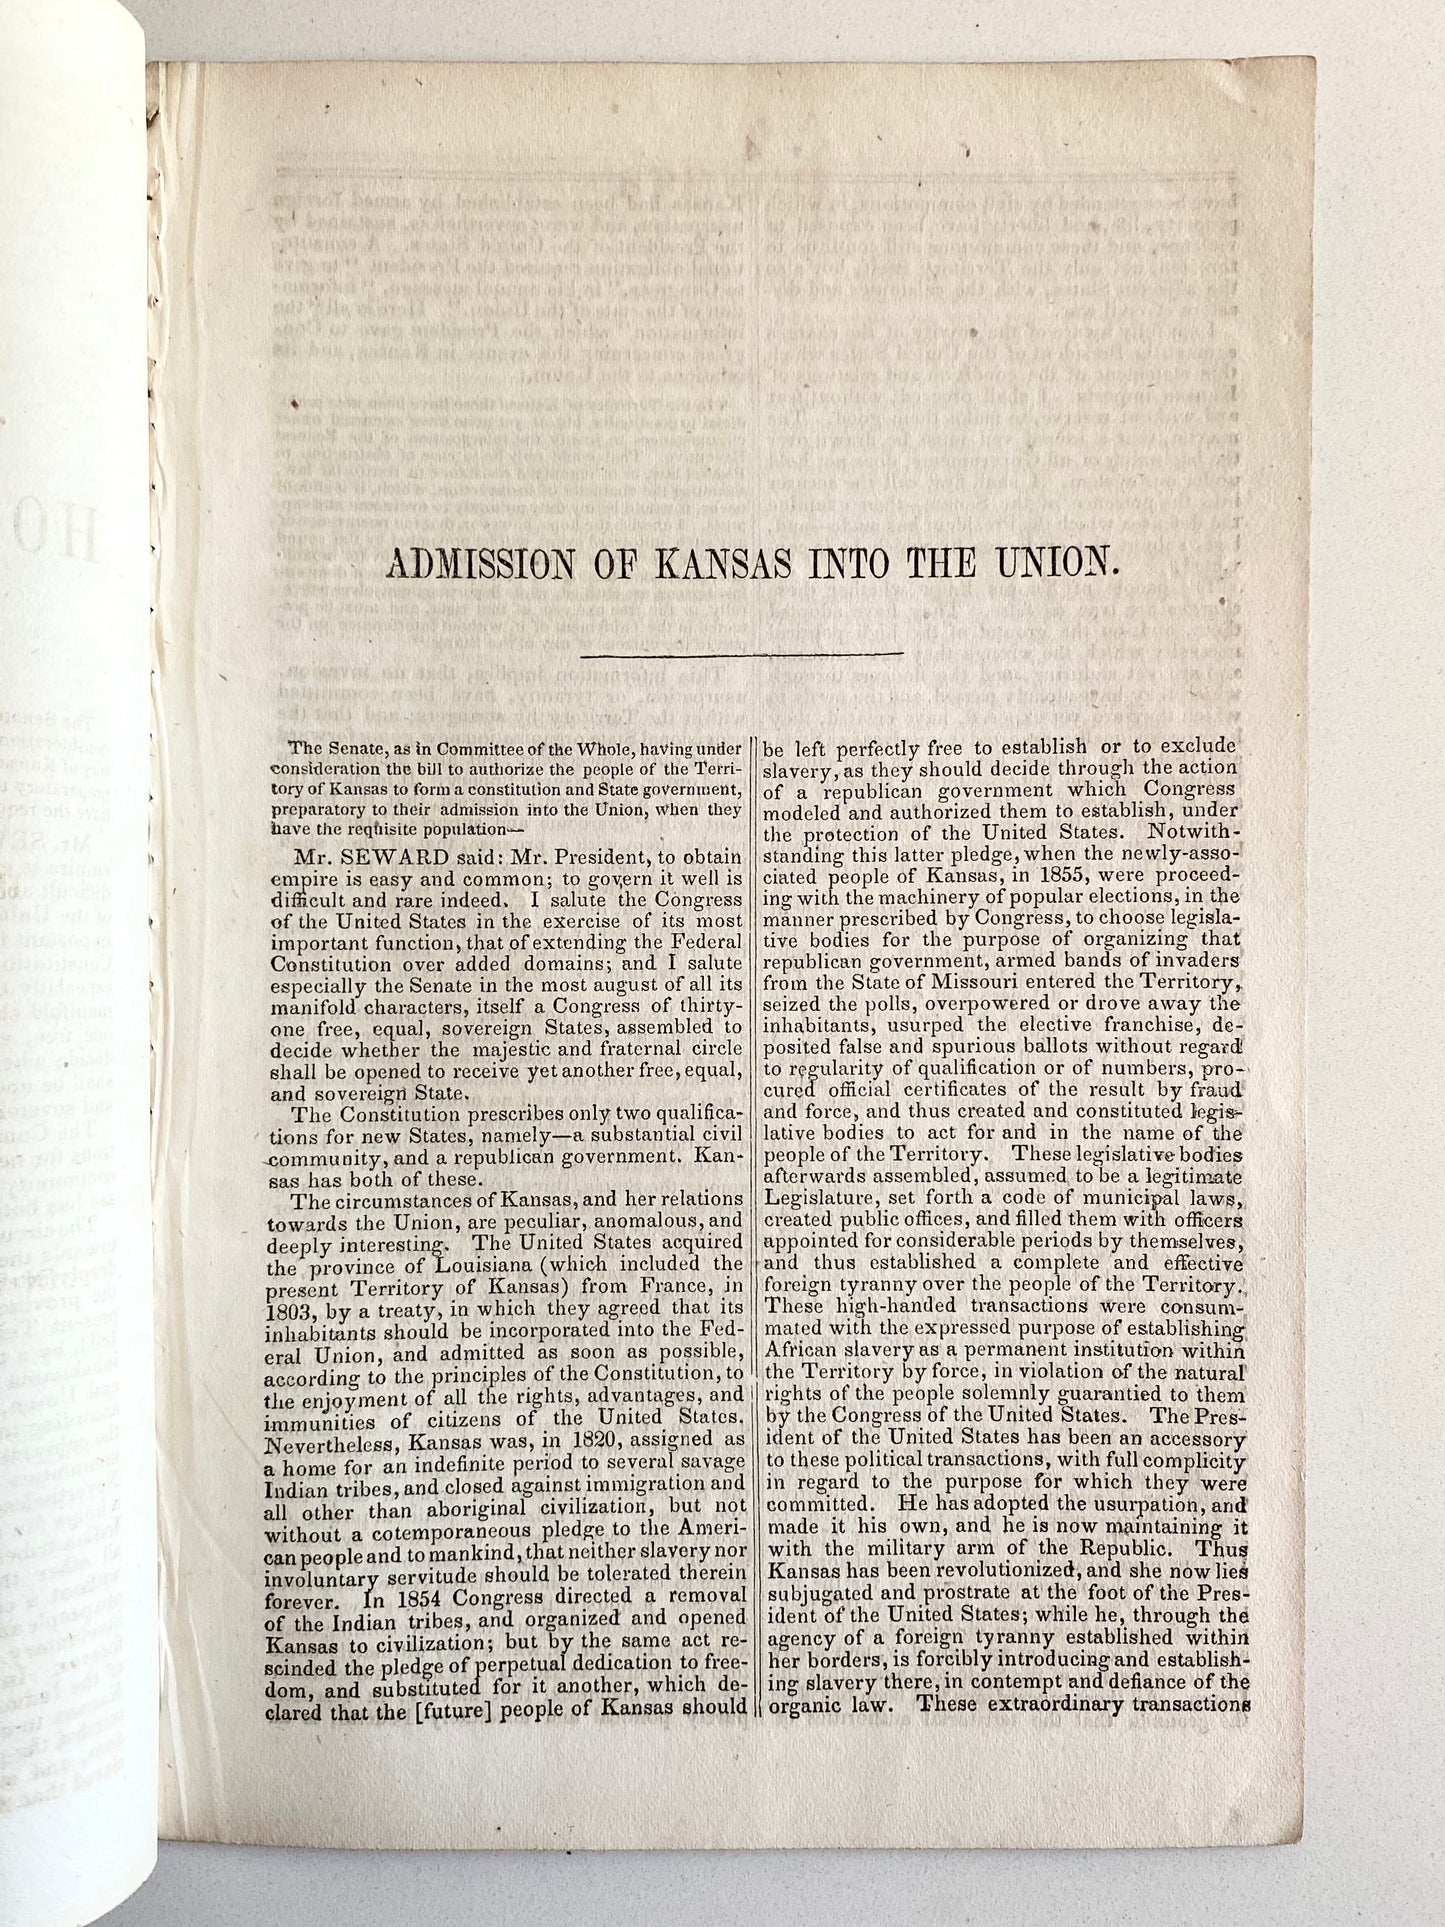 ADMISSION OF KANSAS INTO THE UNION.
The Senate, as in Committee of the Whole, having under
consideration the bill to authorize the people of the Terri-
tory of Kansas to form a constitution and State government,
preparatory to their admission into the Union, when they
have the requisite population—
Mr. SEWARD said: Mr. President, to obtain
empire is easy and common; to govern it well is
difficult and rare indeed. I salute the Congress
of the United States in the exercise of its most
important function, that of extending the Federal
Constitution over added domains; and I salute
especially the Senate in the most august of all its
manifold characters, itself a Congress of thirty-
one free, equal, sovereign States, assembled to
decide whether the majestic and fraternal circle
shall be opened to receive yet another free, equal,
and sovereign State.
The Constitution prescribes only two qualifica-
tions for new States, namely—a substantial civil
community, and a republican government. Kan-
sas has both of these.
The circumstances of Kansas, and her relations
towards the Union, are peculiar, anomalous, and
deeply interesting. The United States acquired
the province of Louisiana (which included the
present Territory of Kansas) from France, in
1803, by a treaty, in which they agreed that its
inhabitants should be incorporated into the Fed-
eral Union, and admitted as soon as possible,
according to the principles of the Constitution, to
the enjoyment of all the rights, advantages, and
immunities of citizens of the United States.
Nevertheless, Kansas was, in 1820, assigned as
a home for an indefinite period to several savage
Indian tribes, and closed against immigration and
all other than aboriginal civilization, but not
without a cotemporaneous pledge to the Ameri-
can people and to mankind, that neither slavery nor
involuntary servitude should be tolerated therein
forever. In 1854 Congress directed a removal
of the Indian tribes, and organized and opened
Kansas to civilization; but by the same act re-
scinded the pledge of perpetual dedication to free-
dom, and substituted for it another, which de-
clared that the [future] people of Kansas should
be left perfectly free to establish or to exclude
slavery, as they should decide through the action
of a republican government which Congress
modeled and authorized them to establish, under
the protection of the United States. Notwith-
standing this latter pledge, when the newly-asso-
ciated people of Kansas, in 1855, were proceed-
ing with the machinery of popular elections, in the
manner prescribed by Congress, to choose legisla-
tive bodies for the purpose of organizing that
republican government, armed bands of invaders
from the State of Missouri entered the Territory,
seized the polls, overpowered or drove away the
inhabitants, usurped the elective franchise, de-
posited false and spurious ballots without regard
to regularity of qualification or of numbers, pro-
cured official certificates of the result by fraud
and force, and thus created and constituted legis-
lative bodies to act for and in the name of the
people of the Territory. These legislative bodies
afterwards assembled, assumed to be a legitimate
Legislature, set forth a code of municipal laws,
created public offices, and filled them with officers
appointed for considerable periods by themselves,
and thus established a complete and effective
foreign tyranny over the people of the Territory.
These high-handed transactions were consum-
mated with the expressed purpose of establishing
African slavery as a permanent institution within
the Territory by force, in violation of the natural
rights of the people solemnly guarantied to them
by the Congress of the United States. The Pres-
ident of the United States has been an accessory
to these political transactions, with full complicity
in regard to the purpose for which they were
committed. He has adopted the usurpation, and
made it his own, and he is now maintaining it
with the military arm of the Republic. Thus
Kansas has been revolutionized, and she now lies
subjugated and prostrate at the foot of the Pres-
ident of the United States; while he, through the
agency of a foreign tyranny established within
her borders, is forcibly introducing and establish-
ing slavery there, in contempt and defiance of the
organic law. These extraordinary transactions